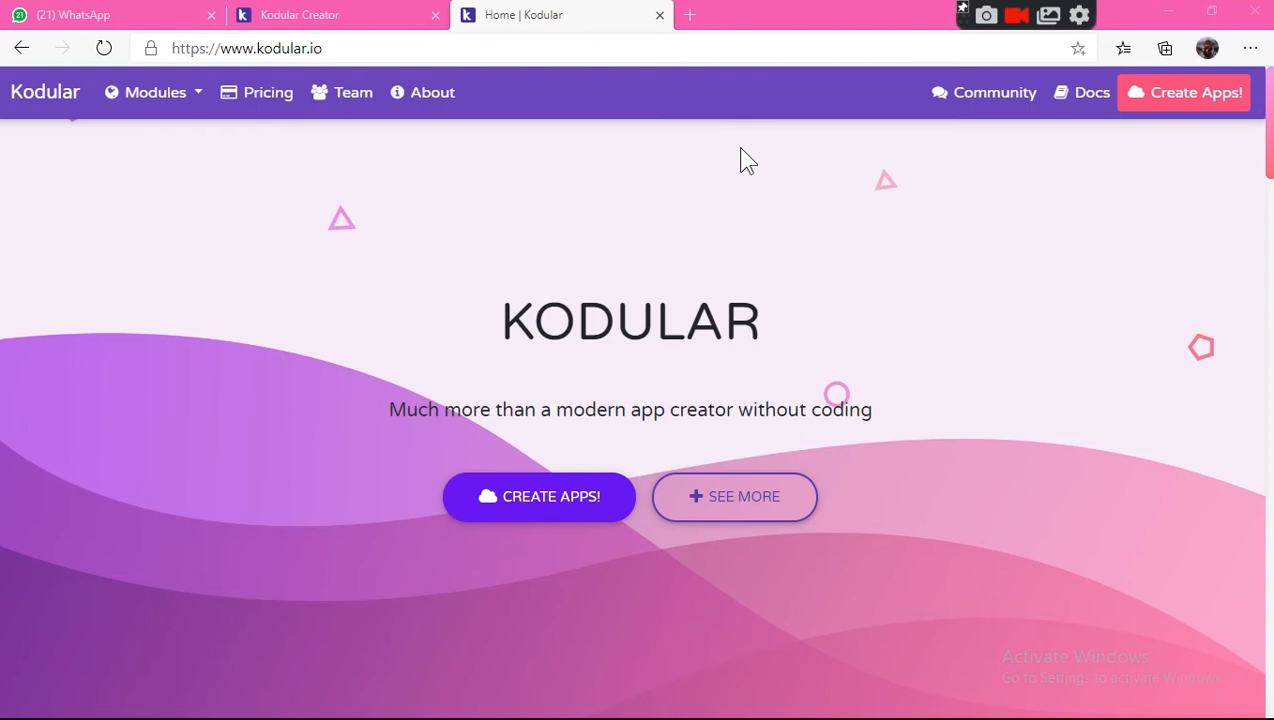 (21) WhatsApp
Kodular Creator
Home | Kodular
https://www.kodular.io
Kodular
Modules
Pricing
Team
About
Community
Docs
Create Apps!
KODULAR
Much more than a modern app creator without coding
CREATE APPS!
SEE MORE
Activate Windows
Go to Settings to activate Windows.